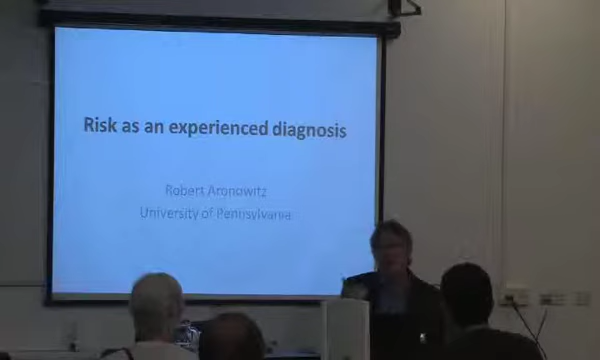 Risk as an experienced diagnosis
Robert Aronowitz
University of Pennsylvania